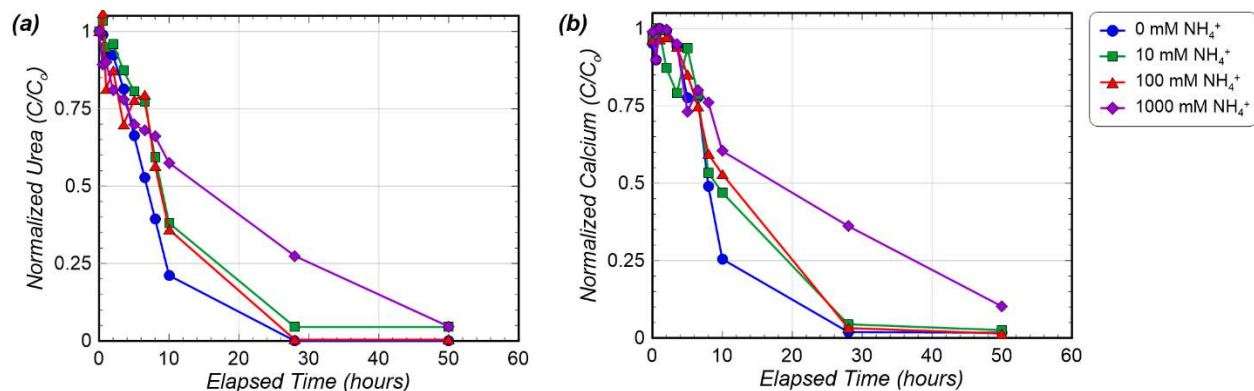 (a)
Normalized Urea (C/Cₒ)
1
0.75
0.5
0.25
0
0 10 20 30 40 50 60
Elapsed Time (hours)
(b)
Normalized Calcium (C/Cₒ)
1
0.75
0.5
0.25
0
0 10 20 30 40 50 60
Elapsed Time (hours)
0 mM NH₄⁺
10 mM NH₄⁺
100 mM NH₄⁺
1000 mM NH₄⁺